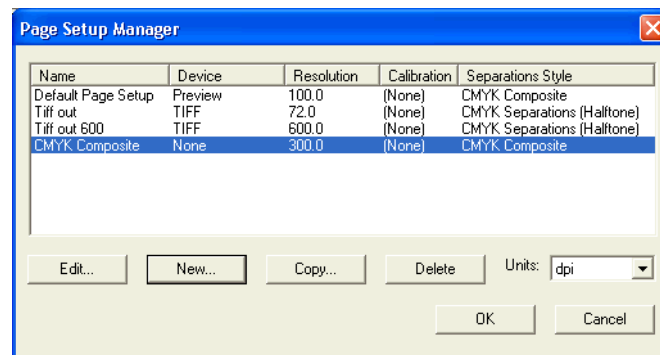 Page Setup Manager
Name Device Resolution Calibration Separations Style
Default Page Setup Preview 100.0 (None) CMYK Composite
Tiff out TIFF 72.0 (None) CMYK Separations (Halftone)
Tiff out 600 TIFF 600.0 (None) CMYK Separations (Halftone)
CMYK Composite None 300.0 (None) CMYK Composite
Edit... New... Copy... Delete Units: dpi
OK Cancel